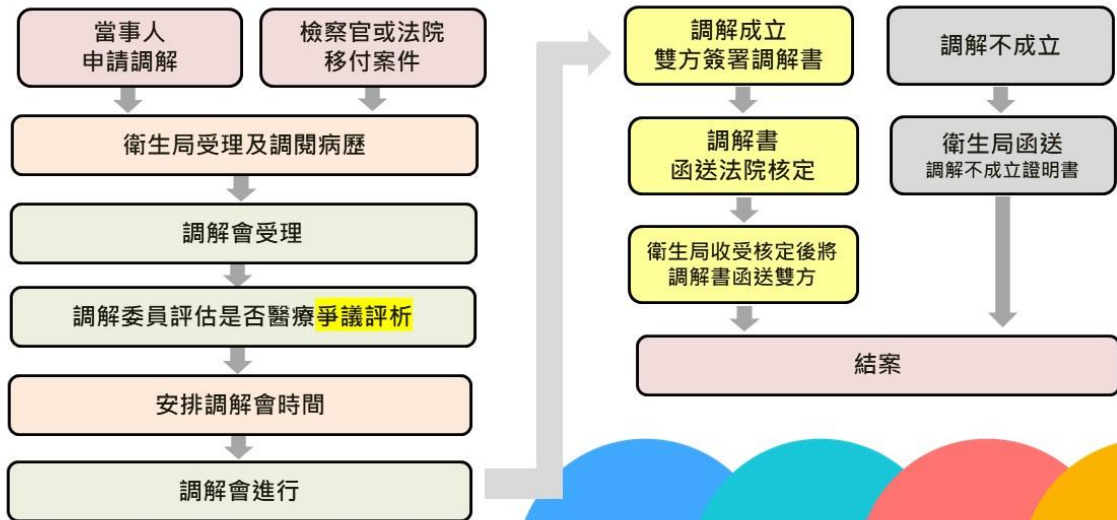 當事人
申請調解
檢察官或法院
移付案件
衛生局受理及調閱病歷
調解會受理
調解委員評估是否醫療爭議評析
安排調解會時間
調解會進行
調解成立
雙方簽署調解書
調解書
函送法院核定
衛生局收受核定後將
調解書函送雙方
調解不成立
衛生局函送
調解不成立證明書
結案